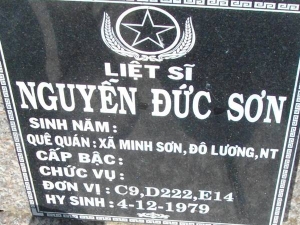 LIỆT SĨ
NGUYỄN ĐỨC SƠN
SINH NĂM :
QUÊ QUÁN : XÃ MINH SƠN, ĐÔ LƯƠNG, NT
CẤP BẬC :
CHỨC VỤ :
ĐƠN VỊ : C9,D222,E14
HY SINH : 4-12-1979